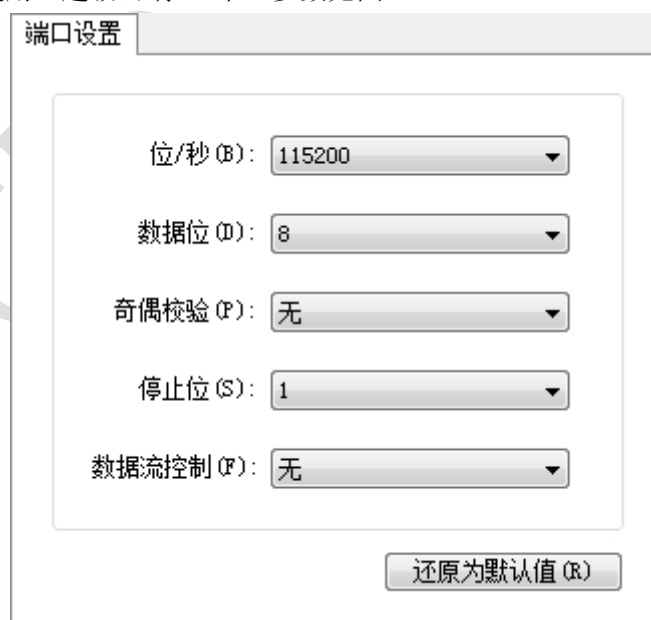 端口设置
位/秒(B): 115200
数据位(D): 8
奇偶校验(P): 无
停止位(S): 1
数据流控制(F): 无
还原为默认值(R)